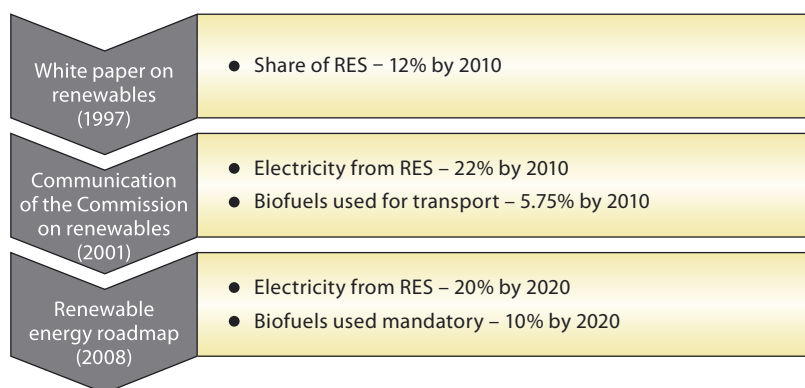 White paper on
renewables
(1997)
● Share of RES – 12% by 2010
Communication
of the Commission
on renewables
(2001)
● Electricity from RES – 22% by 2010
● Biofuels used for transport – 5.75% by 2010
Renewable
energy roadmap
(2008)
● Electricity from RES – 20% by 2020
● Biofuels used mandatory – 10% by 2020